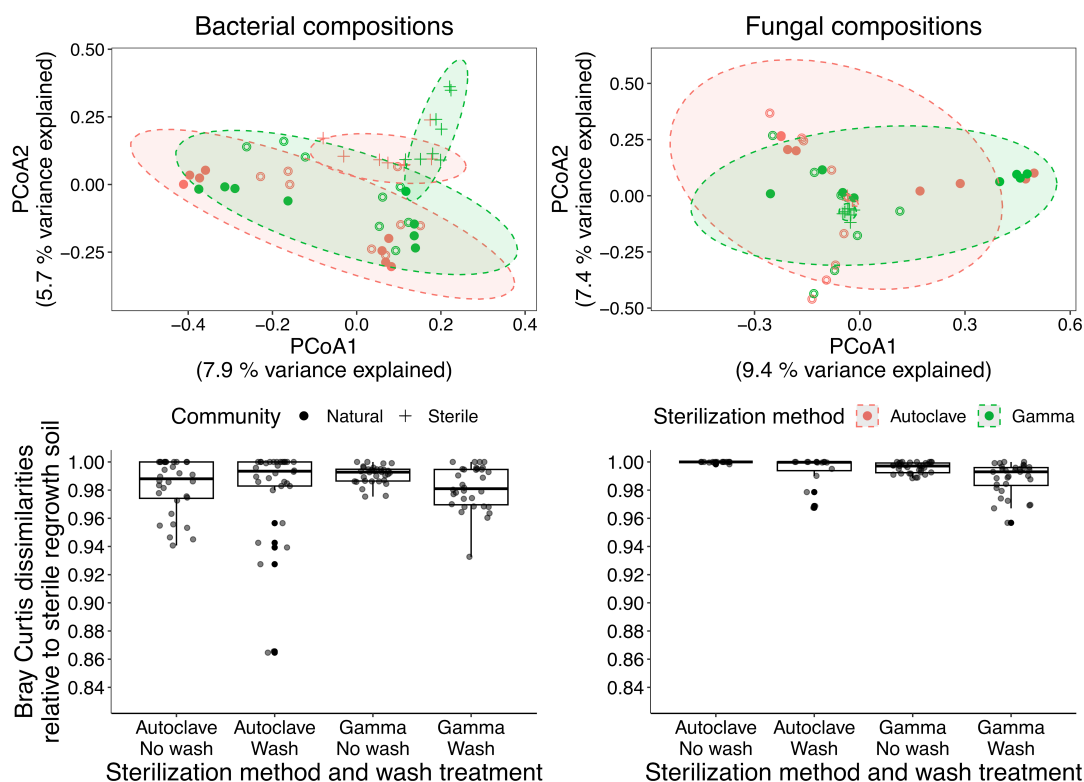 Bacterial compositions
Fungal compositions
PCoA2
(5.7 % variance explained)
0.50
0.25
0.00
−0.25
−0.4
−0.2
0.0
0.2
0.4
PCoA1
(7.9 % variance explained)
PCoA2
(7.4 % variance explained)
0.50
0.25
0.00
−0.25
−0.50
−0.3
0.0
0.3
0.6
PCoA1
(9.4 % variance explained)
Community
Natural
Sterile
Sterilization method
Autoclave
Gamma
Bray Curtis dissimilarities
relative to sterile regrowth soil
1.00
0.98
0.96
0.94
0.92
0.90
0.88
0.86
0.84
Autoclave
No wash
Autoclave
Wash
Gamma
No wash
Gamma
Wash
Sterilization method and wash treatment
1.00
0.98
0.96
0.94
0.92
0.90
0.88
0.86
0.84
Autoclave
No wash
Autoclave
Wash
Gamma
No wash
Gamma
Wash
Sterilization method and wash treatment